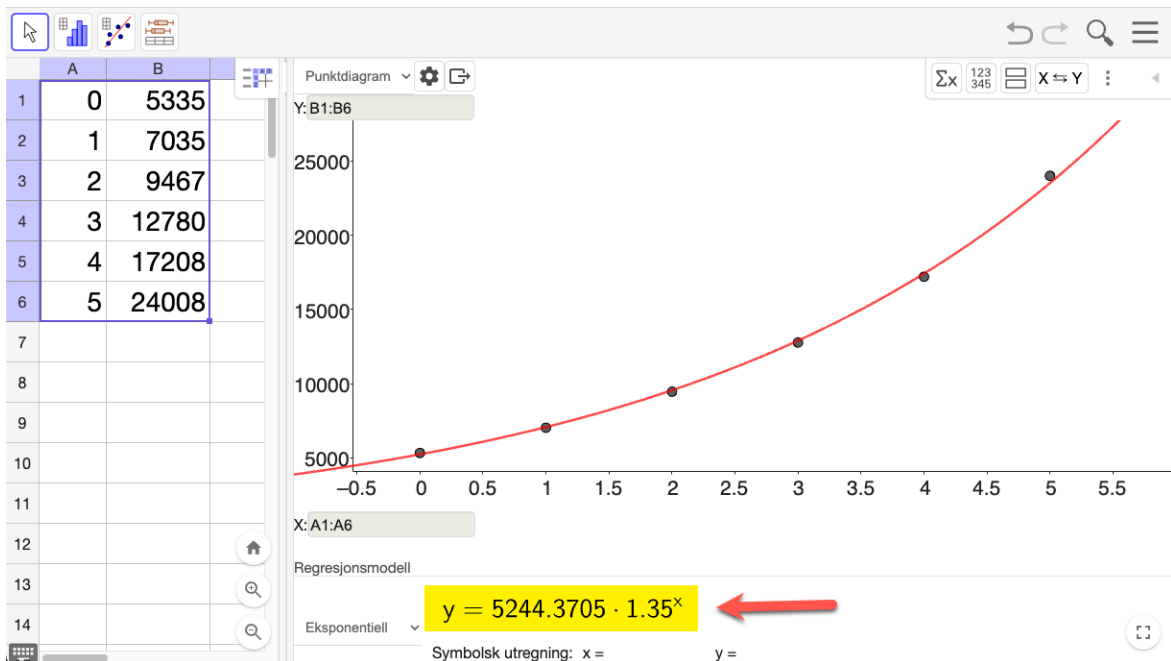 A B
1 0 5335
2 1 7035
3 2 9467
4 3 12780
5 4 17208
6 5 24008
7
8
9
10
11
12
13
14
Punktdiagram
Σx 123 345 X ⇆ Y
Y: B1:B6
25000
20000
15000
10000
5000
−0.5 0 0.5 1 1.5 2 2.5 3 3.5 4 4.5 5 5.5
X: A1:A6
Regresjonsmodell
y = 5244.3705 · 1.35ˣ
Eksponentiell
Symbolsk utregning: x = y =